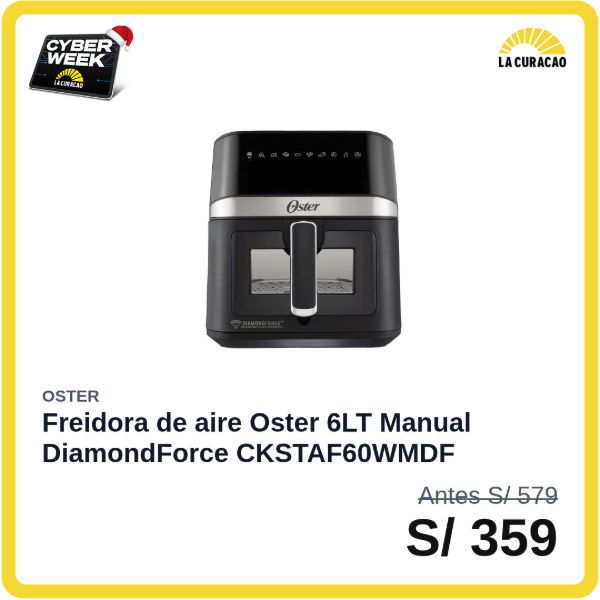 CYBER
WEEK
LA CURACAO
LA CURACAO
Oster
DIAMONDFORCE™
OSTER
Freidora de aire Oster 6LT Manual
DiamondForce CKSTAF60WMDF
Antes S/ 579
S/ 359